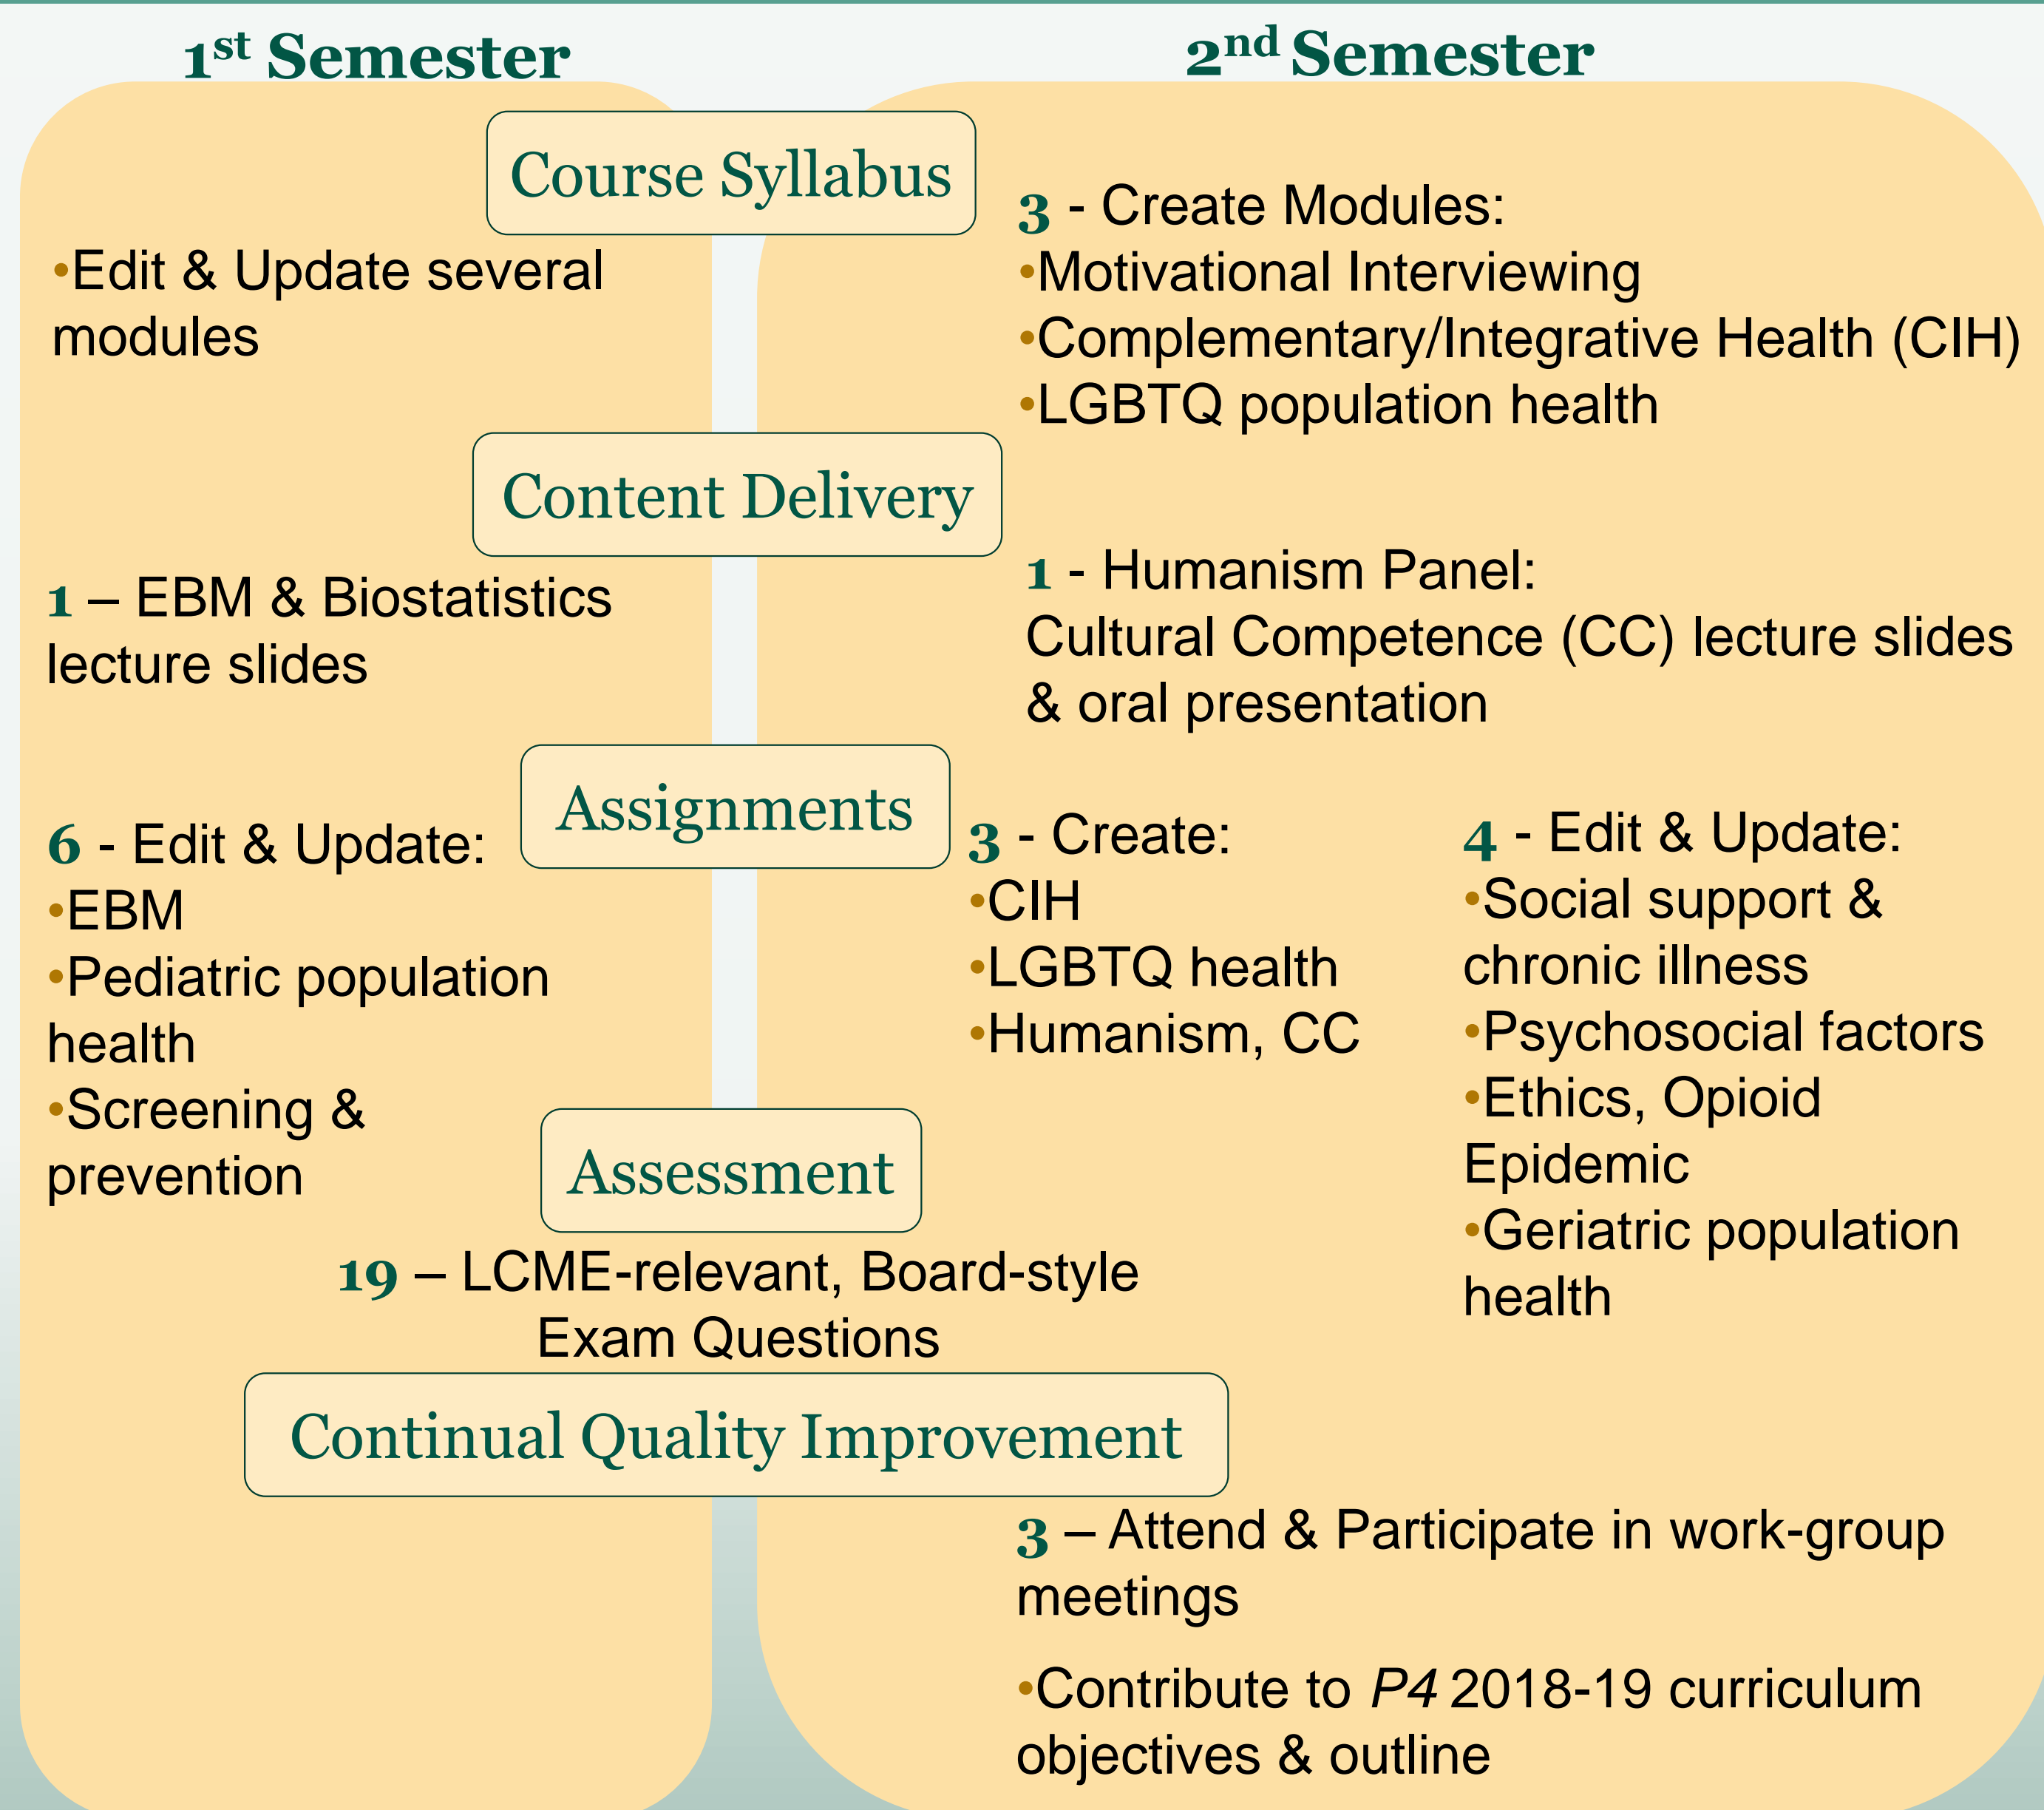 1st Semester
2nd Semester
Course Syllabus
•Edit & Update several
modules
3 - Create Modules:
•Motivational Interviewing
•Complementary/Integrative Health (CIH)
•LGBTQ population health
Content Delivery
1 – EBM & Biostatistics
lecture slides
1 - Humanism Panel:
Cultural Competence (CC) lecture slides
& oral presentation
Assignments
6 - Edit & Update:
•EBM
•Pediatric population
health
•Screening &
prevention
3 - Create:
•CIH
•LGBTQ health
•Humanism, CC
4 - Edit & Update:
•Social support &
chronic illness
•Psychosocial factors
•Ethics, Opioid
Epidemic
•Geriatric population
health
Assessment
19 – LCME-relevant, Board-style
Exam Questions
Continual Quality Improvement
3 – Attend & Participate in work-group
meetings
•Contribute to P4 2018-19 curriculum
objectives & outline